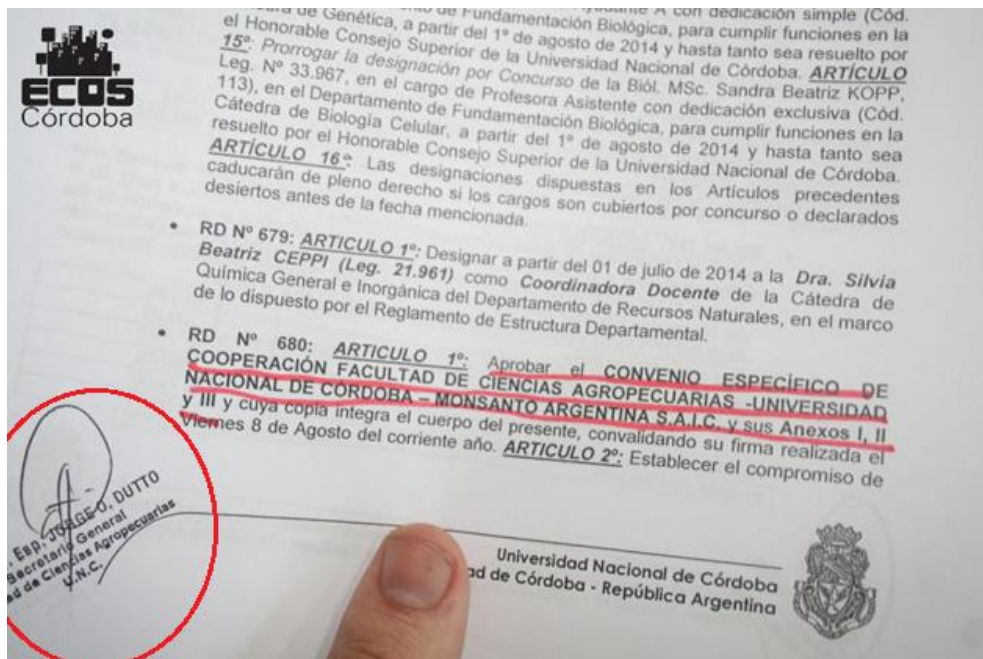 ECOS
Córdoba
de Genética, a partir del 1º de agosto de 2014 y hasta tanto sea resuelto por
el Honorable Consejo Superior de la Universidad Nacional de Córdoba. ARTÍCULO
15º: Prorrogar la designación por Concurso de la Biól. MSc. Sandra Beatriz KOPP,
Leg. Nº 33.967, en el cargo de Profesora Asistente con dedicación exclusiva (Cód.
113), en el Departamento de Fundamentación Biológica, para cumplir funciones en la
Cátedra de Biología Celular, a partir del 1º de agosto de 2014 y hasta tanto sea
resuelto por el Honorable Consejo Superior de la Universidad Nacional de Córdoba.
ARTÍCULO 16º: Las designaciones dispuestas en los Artículos precedentes
caducarán de pleno derecho si los cargos son cubiertos por concurso o declarados
desiertos antes de la fecha mencionada.
• RD Nº 679: ARTICULO 1º: Designar a partir del 01 de julio de 2014 a la Dra. Silvia
Beatriz CEPPI (Leg. 21.961) como Coordinadora Docente de la Cátedra de
Química General e Inorgánica del Departamento de Recursos Naturales, en el marco
de lo dispuesto por el Reglamento de Estructura Departamental.
• RD Nº 680: ARTICULO 1º: Aprobar el CONVENIO ESPECÍFICO DE
COOPERACIÓN FACULTAD DE CIENCIAS AGROPECUARIAS -UNIVERSIDAD
NACIONAL DE CÓRDOBA – MONSANTO ARGENTINA S.A.I.C. y sus Anexos I, II
y III y cuya copia integra el cuerpo del presente, convalidando su firma realizada el
Viernes 8 de Agosto del corriente año. ARTICULO 2º: Establecer el compromiso de
Esp. JORGE O. DUTTO
Secretario General
ad de Ciencias Agropecuarias
U.N.C.
Universidad Nacional de Córdoba
ad de Córdoba - República Argentina